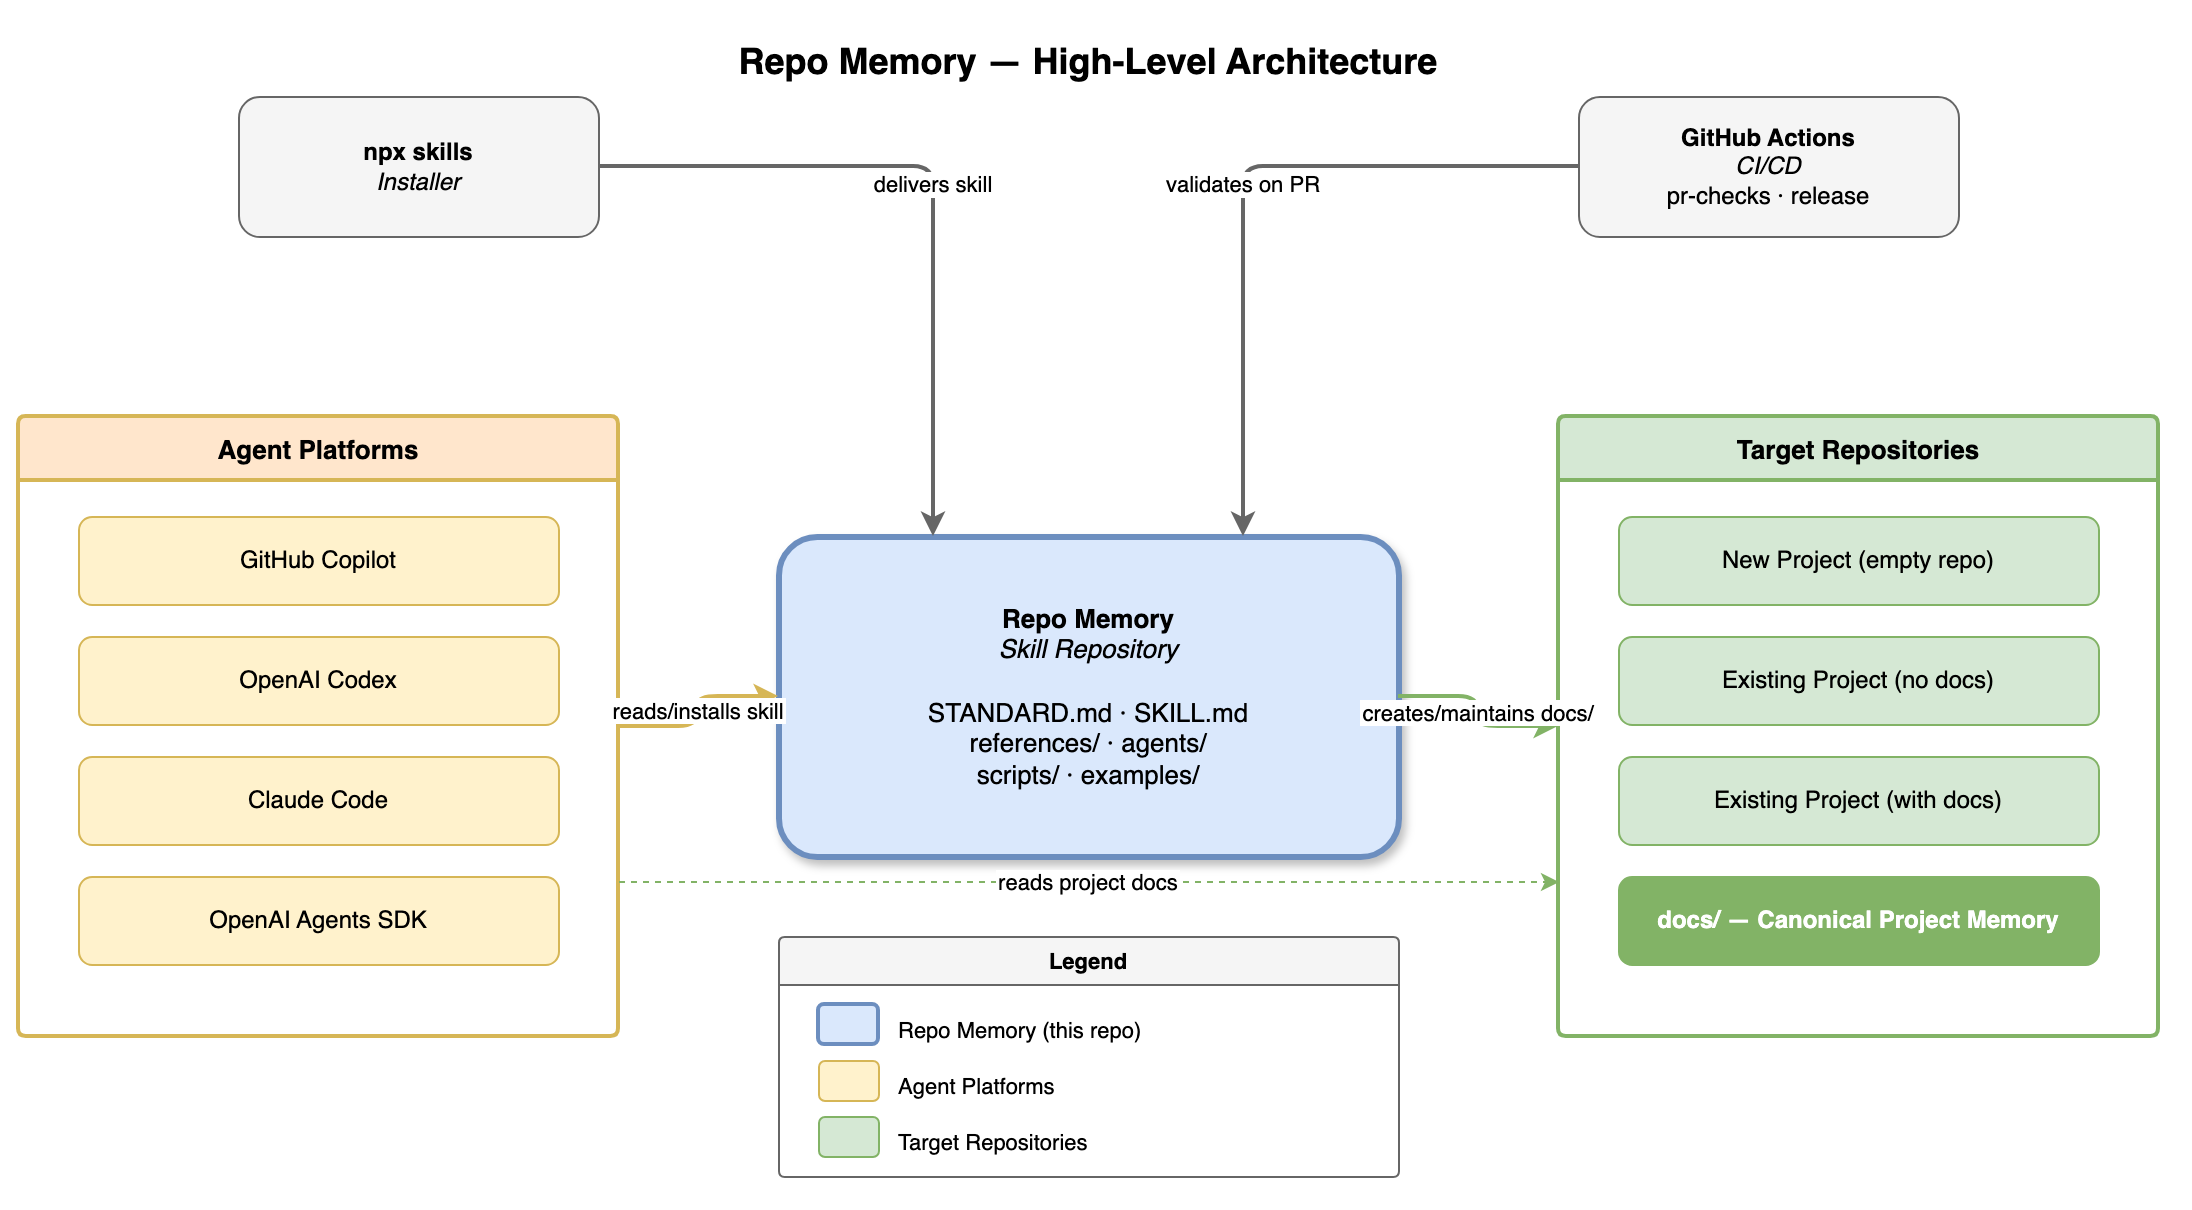 Repo Memory — High-Level Architecture
npx skills
Installer
GitHub Actions
CI/CD
pr-checks · release
delivers skill
validates on PR
Agent Platforms
GitHub Copilot
OpenAI Codex
Claude Code
OpenAI Agents SDK
reads/installs skill
Repo Memory
Skill Repository
STANDARD.md · SKILL.md
references/ · agents/
scripts/ · examples/
creates/maintains docs/
Target Repositories
New Project (empty repo)
Existing Project (no docs)
Existing Project (with docs)
docs/ — Canonical Project Memory
reads project docs
Legend
Repo Memory (this repo)
Agent Platforms
Target Repositories